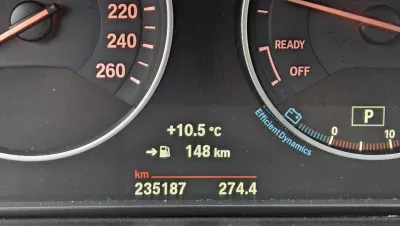 220
240
260
READY
OFF
P
EfficientDynamics
0 10
+10.5 °C
148 km
km
235187 274.4